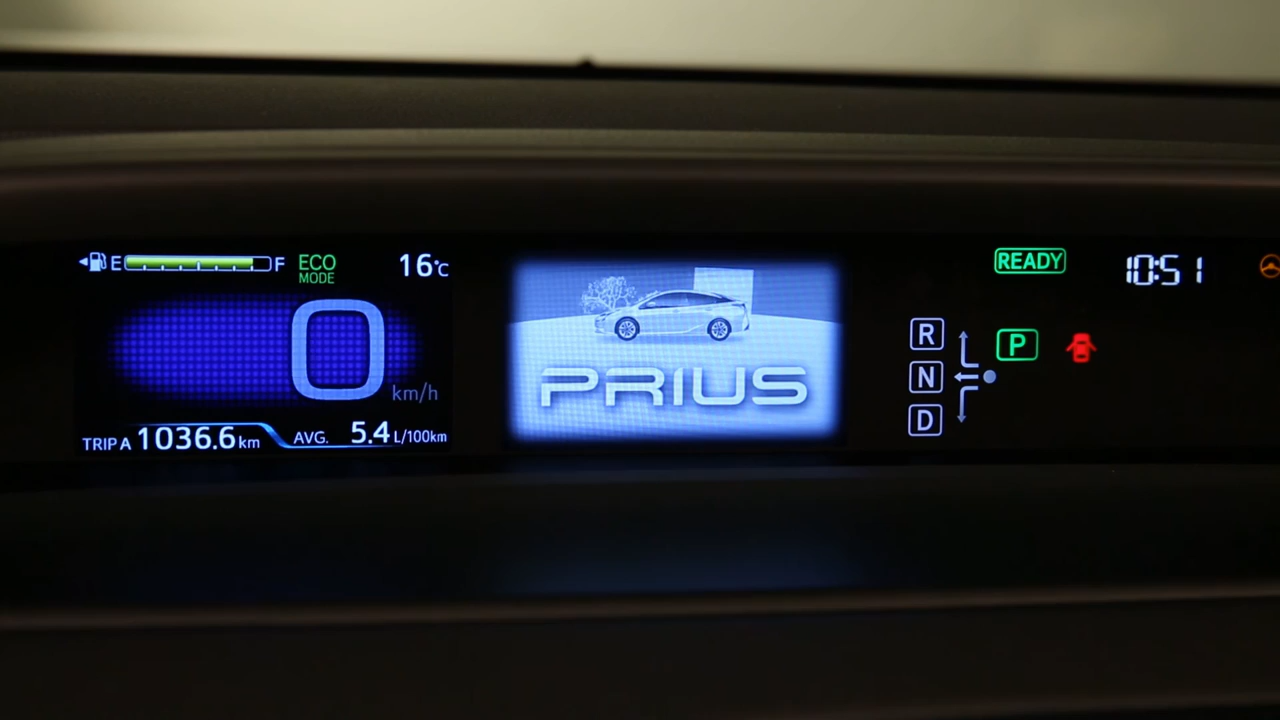 E F ECO MODE 16°C
0 km/h
TRIP A 1036.6 km AVG. 5.4 L/100km
PRIUS
READY 10:51
R
P
N
D